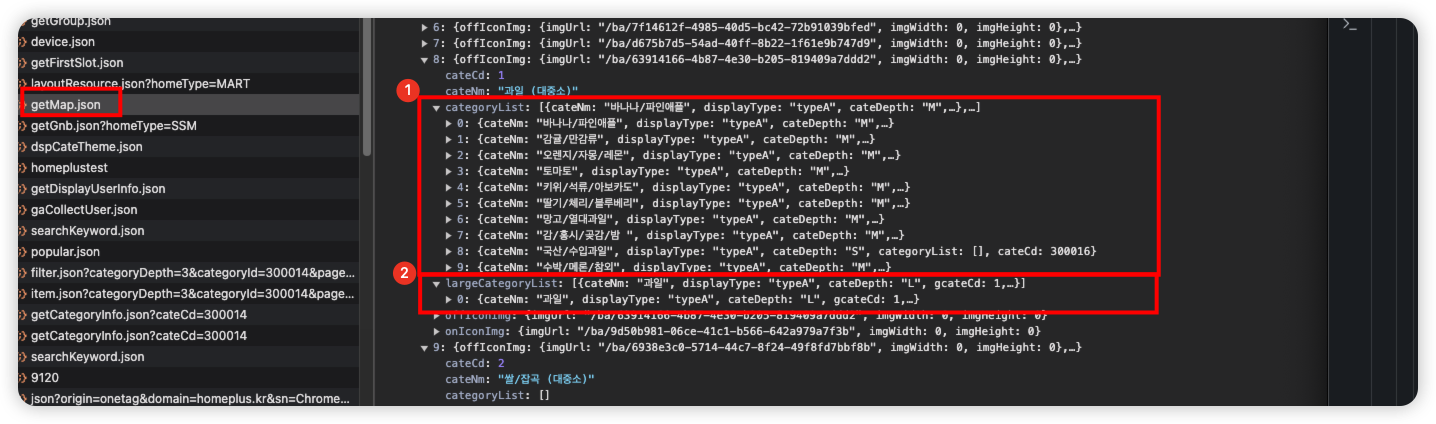 getGroup.json
device.json
getFirstSlot.json
layoutResource.json?homeType=MART
getMap.json
getGnb.json?homeType=SSM
dspCateTheme.json
homeplustest
getDisplayUserInfo.json
gaCollectUser.json
searchKeyword.json
popular.json
filter.json?categoryDepth=3&categoryId=300014&page…
item.json?categoryDepth=3&categoryId=300014&page…
getCategoryInfo.json?cateCd=300014
getCategoryInfo.json?cateCd=300014
searchKeyword.json
9120
json?origin=onetag&domain=homeplus.kr&sn=Chrome…
6: {offIconImg: {imgUrl: "/ba/7f14612f-4985-40d5-bc42-72b91039bfed", imgWidth: 0, imgHeight: 0},…}
7: {offIconImg: {imgUrl: "/ba/d675b7d5-54ad-40ff-8b22-1f61e9b747d9", imgWidth: 0, imgHeight: 0},…}
8: {offIconImg: {imgUrl: "/ba/63914166-4b87-4e30-b205-819409a7ddd2", imgWidth: 0, imgHeight: 0},…}
cateCd: 1
cateNm: "과일 (대중소)"
1
categoryList: [{cateNm: "바나나/파인애플", displayType: "typeA", cateDepth: "M",…},…]
0: {cateNm: "바나나/파인애플", displayType: "typeA", cateDepth: "M",…}
1: {cateNm: "감귤/만감류", displayType: "typeA", cateDepth: "M",…}
2: {cateNm: "오렌지/자몽/레몬", displayType: "typeA", cateDepth: "M",…}
3: {cateNm: "토마토", displayType: "typeA", cateDepth: "M",…}
4: {cateNm: "키위/석류/아보카도", displayType: "typeA", cateDepth: "M",…}
5: {cateNm: "딸기/체리/블루베리", displayType: "typeA", cateDepth: "M",…}
6: {cateNm: "망고/열대과일", displayType: "typeA", cateDepth: "M",…}
7: {cateNm: "감/홍시/곶감/밤 ", displayType: "typeA", cateDepth: "M",…}
8: {cateNm: "국산/수입과일", displayType: "typeA", cateDepth: "S", categoryList: [], cateCd: 300016}
9: {cateNm: "수박/메론/참외", displayType: "typeA", cateDepth: "M",…}
2
largeCategoryList: [{cateNm: "과일", displayType: "typeA", cateDepth: "L", gcateCd: 1,…}]
0: {cateNm: "과일", displayType: "typeA", cateDepth: "L", gcateCd: 1,…}
offIconImg: {imgUrl: "/ba/63914166-4b87-4e30-b205-819409a7ddd2", imgWidth: 0, imgHeight: 0}
onIconImg: {imgUrl: "/ba/9d50b981-06ce-41c1-b566-642a979a7f3b", imgWidth: 0, imgHeight: 0}
9: {offIconImg: {imgUrl: "/ba/6938e3c0-5714-44c7-8f24-49f8fd7bbf8b", imgWidth: 0, imgHeight: 0},…}
cateCd: 2
cateNm: "쌀/잡곡 (대중소)"
categoryList: []